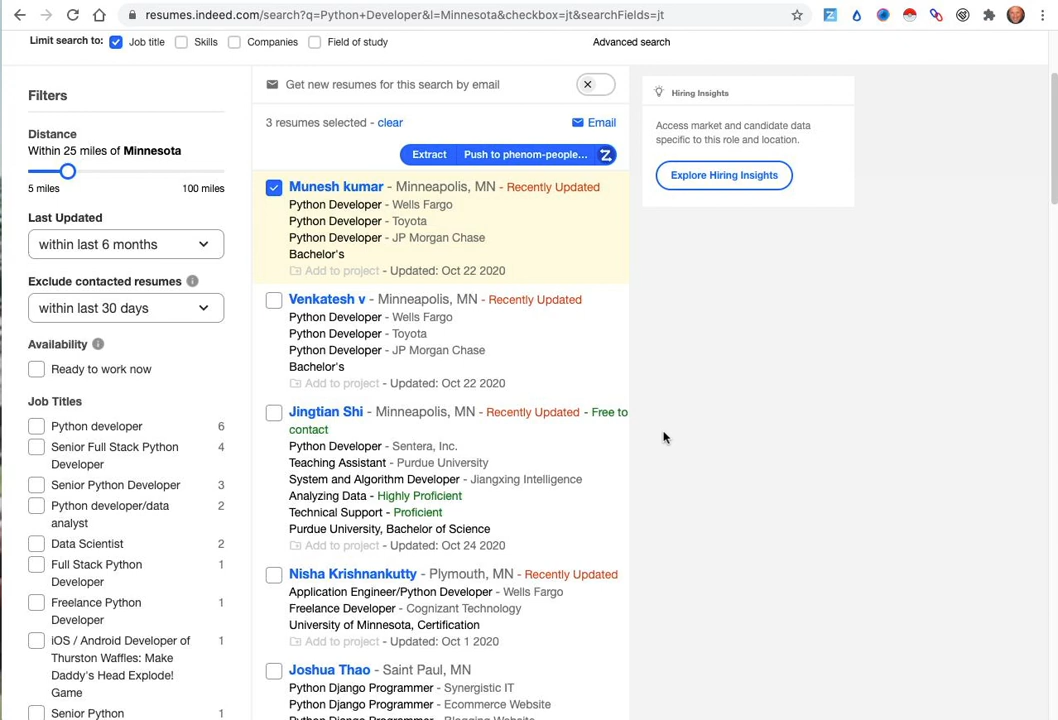 resumes.indeed.com/search?q=Python+Developer&l=Minnesota&checkbox=jt&searchFields=jt
Limit search to: Job title Skills Companies Field of study Advanced search
Filters
Distance
Within 25 miles of Minnesota
5 miles 100 miles
Last Updated
within last 6 months
Exclude contacted resumes
within last 30 days
Availability
Ready to work now
Job Titles
Python developer 6
Senior Full Stack Python 4
Developer
Senior Python Developer 3
Python developer/data 2
analyst
Data Scientist 2
Full Stack Python 1
Developer
Freelance Python 1
Developer
iOS / Android Developer of 1
Thurston Waffles: Make
Daddy's Head Explode!
Game
Senior Python 1
Get new resumes for this search by email
3 resumes selected - clear Email
Extract Push to phenom-people... Z
Munesh kumar - Minneapolis, MN - Recently Updated
Python Developer - Wells Fargo
Python Developer - Toyota
Python Developer - JP Morgan Chase
Bachelor's
Add to project - Updated: Oct 22 2020
Venkatesh v - Minneapolis, MN - Recently Updated
Python Developer - Wells Fargo
Python Developer - Toyota
Python Developer - JP Morgan Chase
Bachelor's
Add to project - Updated: Oct 22 2020
Jingtian Shi - Minneapolis, MN - Recently Updated - Free to
contact
Python Developer - Sentera, Inc.
Teaching Assistant - Purdue University
System and Algorithm Developer - Jiangxing Intelligence
Analyzing Data - Highly Proficient
Technical Support - Proficient
Purdue University, Bachelor of Science
Add to project - Updated: Oct 24 2020
Nisha Krishnankutty - Plymouth, MN - Recently Updated
Application Engineer/Python Developer - Wells Fargo
Freelance Developer - Cognizant Technology
University of Minnesota, Certification
Add to project - Updated: Oct 1 2020
Joshua Thao - Saint Paul, MN
Python Django Programmer - Synergistic IT
Python Django Programmer - Ecommerce Website
Python Django Programmer - Blogging Website
Hiring Insights
Access market and candidate data
specific to this role and location.
Explore Hiring Insights